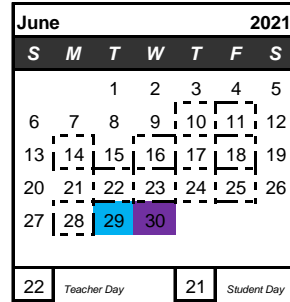 June 2021
S M T W T F S
1 2 3 4 5
6 7 8 9 10 11 12
13 14 15 16 17 18 19
20 21 22 23 24 25 26
27 28 29 30
22 Teacher Day 21 Student Day